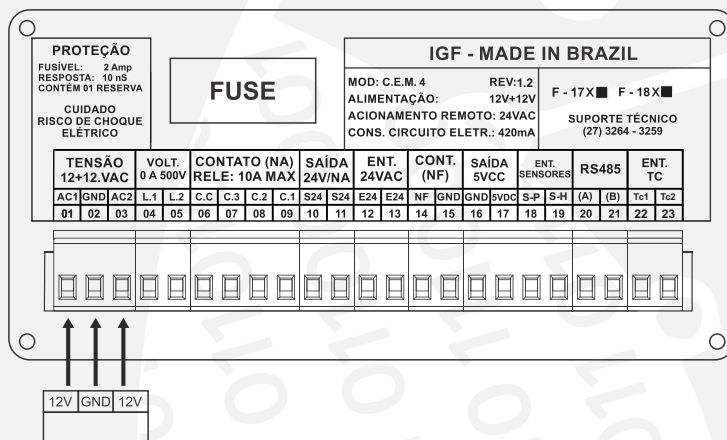 PROTEÇÃO
FUSÍVEL: 2 Amp
RESPOSTA: 10 nS
CONTÉM 01 RESERVA
CUIDADO
RISCO DE CHOQUE
ELÉTRICO
FUSE
IGF - MADE IN BRAZIL
MOD: C.E.M. 4 REV:1.2
ALIMENTAÇÃO: 12V+12V
ACIONAMENTO REMOTO: 24VAC
CONS. CIRCUITO ELETR.: 420mA
F - 17X■ F - 18X■
SUPORTE TÉCNICO
(27) 3264 - 3259
TENSÃO VOLT. CONTATO (NA) SAÍDA ENT. CONT. SAÍDA ENT. RS485 ENT.
12+12.VAC 0 A 500V RELE: 10A MAX 24V/NA 24VAC (NF) 5VCC SENSORES TC
AC1 GND AC2 L.1 L.2 C.C C.3 C.2 C.1 S24 S24 E24 E24 NF GND GND 5VDC S-P S-H (A) (B) Tc1 Tc2
01 02 03 04 05 06 07 08 09 10 11 12 13 14 15 16 17 18 19 20 21 22 23
12V GND 12V